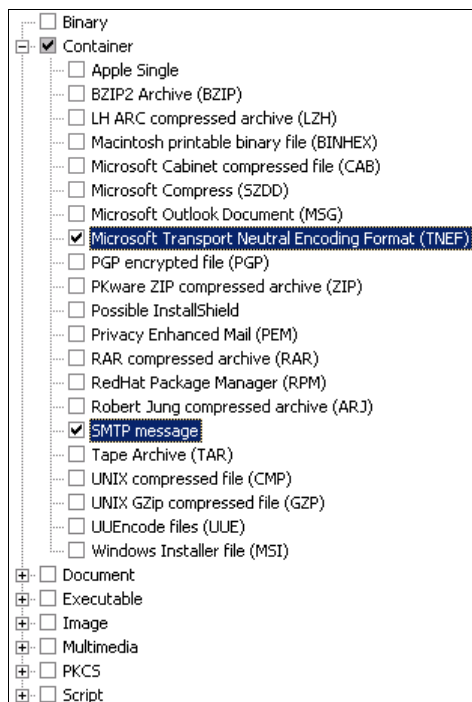 Binary
Container
Apple Single
BZIP2 Archive (BZIP)
LH ARC compressed archive (LZH)
Macintosh printable binary file (BINHEX)
Microsoft Cabinet compressed file (CAB)
Microsoft Compress (SZDD)
Microsoft Outlook Document (MSG)
Microsoft Transport Neutral Encoding Format (TNEF)
PGP encrypted file (PGP)
PKware ZIP compressed archive (ZIP)
Possible InstallShield
Privacy Enhanced Mail (PEM)
RAR compressed archive (RAR)
RedHat Package Manager (RPM)
Robert Jung compressed archive (ARJ)
SMTP message
Tape Archive (TAR)
UNIX compressed file (CMP)
UNIX GZip compressed file (GZP)
UUEncode files (UUE)
Windows Installer file (MSI)
Document
Executable
Image
Multimedia
PKCS
Script